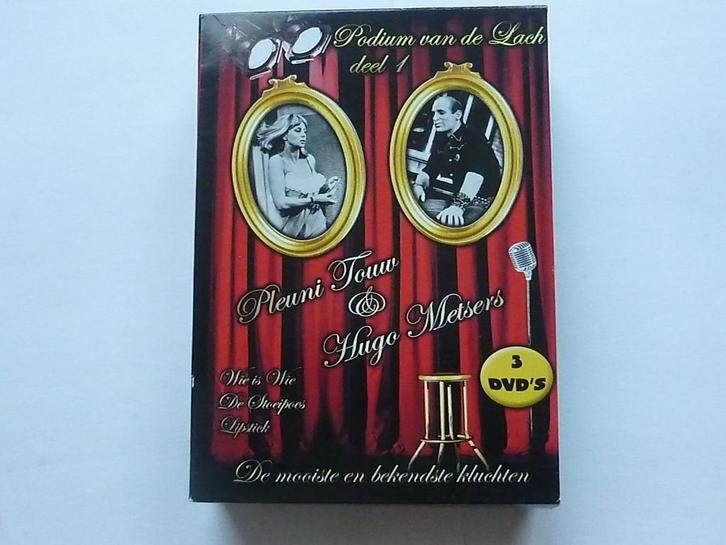 Podium van de Lach
deel 1
Pleuni Touw
&
Hugo Metsers
3
DVD'S
Wie is Wie
De Stoeipoes
Lipstick
De mooiste en bekendste kluchten